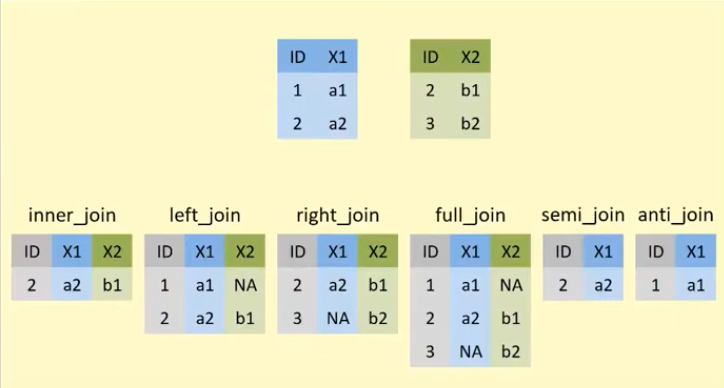 ID X1
1 a1
2 a2
ID X2
2 b1
3 b2
inner_join
ID X1 X2
2 a2 b1
left_join
ID X1 X2
1 a1 NA
2 a2 b1
right_join
ID X1 X2
2 a2 b1
3 NA b2
full_join
ID X1 X2
1 a1 NA
2 a2 b1
3 NA b2
semi_join
ID X1
2 a2
anti_join
ID X1
1 a1